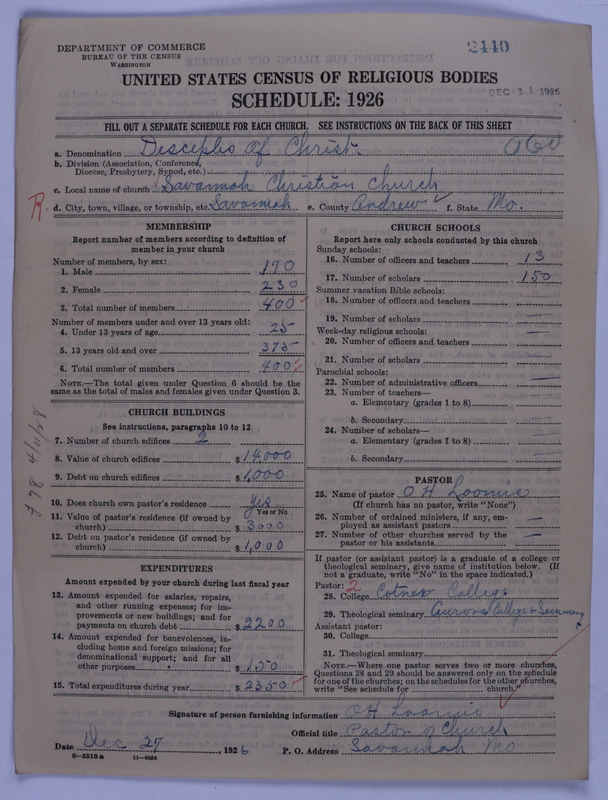 DEPARTMENT OF COMMERCE
BUREAU OF THE CENSUS
WASHINGTON
2440
UNITED STATES CENSUS OF RELIGIOUS BODIES
SCHEDULE: 1926
DEC 31 1926
FILL OUT A SEPARATE SCHEDULE FOR EACH CHURCH. SEE INSTRUCTIONS ON THE BACK OF THIS SHEET
a. Denomination Desceples of Christ.
b. Division (Association, Conference, Diocese, Presbytery, Synod, etc.)
c. Local name of church Savannah Christian Church
R. d. City, town, village, or township, etc. Savannah e. County Andrew f. State Mo.
MEMBERSHIP
Report number of members according to definition of member in your church
Number of members, by sex:
1. Male 170
2. Female 230
3. Total number of members 400
Number of members under and over 13 years old:
4. Under 13 years of age 25
5. 13 years old and over 375
6. Total number of members 400
NOTE.—The total given under Question 6 should be the same as the total of males and females given under Question 3.
CHURCH BUILDINGS
See instructions, paragraphs 10 to 12
7. Number of church edifices 2
8. Value of church edifices $ 14000
9. Debt on church edifices $ 1,000
10. Does church own pastor's residence Yes
Yes or No
11. Value of pastor's residence (if owned by church) $ 3000
12. Debt on pastor's residence (if owned by church) $ 1,000
EXPENDITURES
Amount expended by your church during last fiscal year
13. Amount expended for salaries, repairs, and other running expenses; for improvements or new buildings; and for payments on church debt $ 2200
14. Amount expended for benevolences, including home and foreign missions; for denominational support; and for all other purposes $ 150
15. Total expenditures during year $ 2350
CHURCH SCHOOLS
Report here only schools conducted by this church
Sunday schools:
16. Number of officers and teachers 13
17. Number of scholars 150
Summer vacation Bible schools:
18. Number of officers and teachers —
19. Number of scholars —
Week-day religious schools:
20. Number of officers and teachers —
21. Number of scholars —
Parochial schools:
22. Number of administrative officers —
23. Number of teachers—
a. Elementary (grades 1 to 8)
b. Secondary
24. Number of scholars—
a. Elementary (grades 1 to 8)
b. Secondary
PASTOR
25. Name of pastor O H Loomis
(If church has no pastor, write "None")
26. Number of ordained ministers, if any, employed as assistant pastors —
27. Number of other churches served by the pastor or his assistants —
If pastor (or assistant pastor) is a graduate of a college or theological seminary, give name of institution below. (If not a graduate, write "No" in the space indicated.)
Pastor: 2
28. College Cotner College
29. Theological seminary Aurora College & Seminary
Assistant pastor:
30. College
31. Theological seminary
NOTE.—Where one pastor serves two or more churches, Questions 28 and 29 should be answered only on the schedule for one of the churches; on the schedules for the other churches, write "See schedule for church."
Signature of person furnishing information O H Loomis
Official title Pastor of Church
Date Dec 27, 1926 P. O. Address Savannah Mo
8-5518a 11-9034